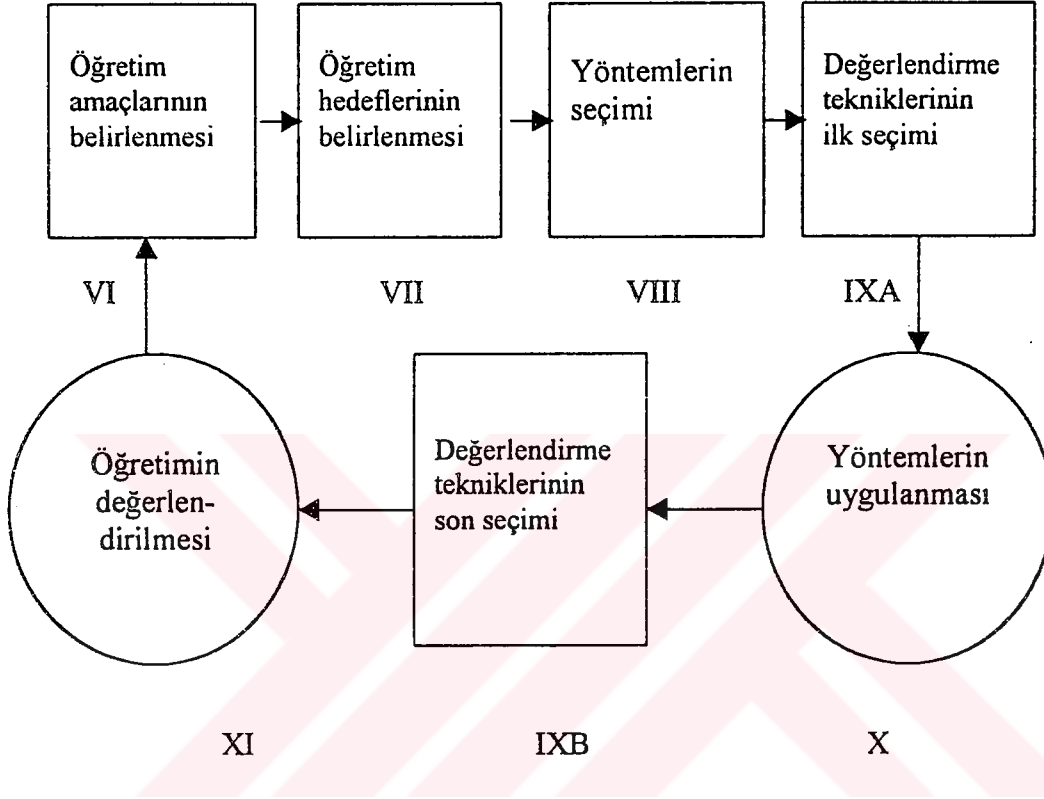 Öğretim
amaçlarının
belirlenmesi
Öğretim
hedeflerinin
belirlenmesi
Yöntemlerin
seçimi
Değerlendirme
tekniklerinin
ilk seçimi
VI
VII
VIII
IXA
Öğretimin
değerlen-
dirilmesi
Değerlendirme
tekniklerinin
son seçimi
Yöntemlerin
uygulanması
XI
IXB
X